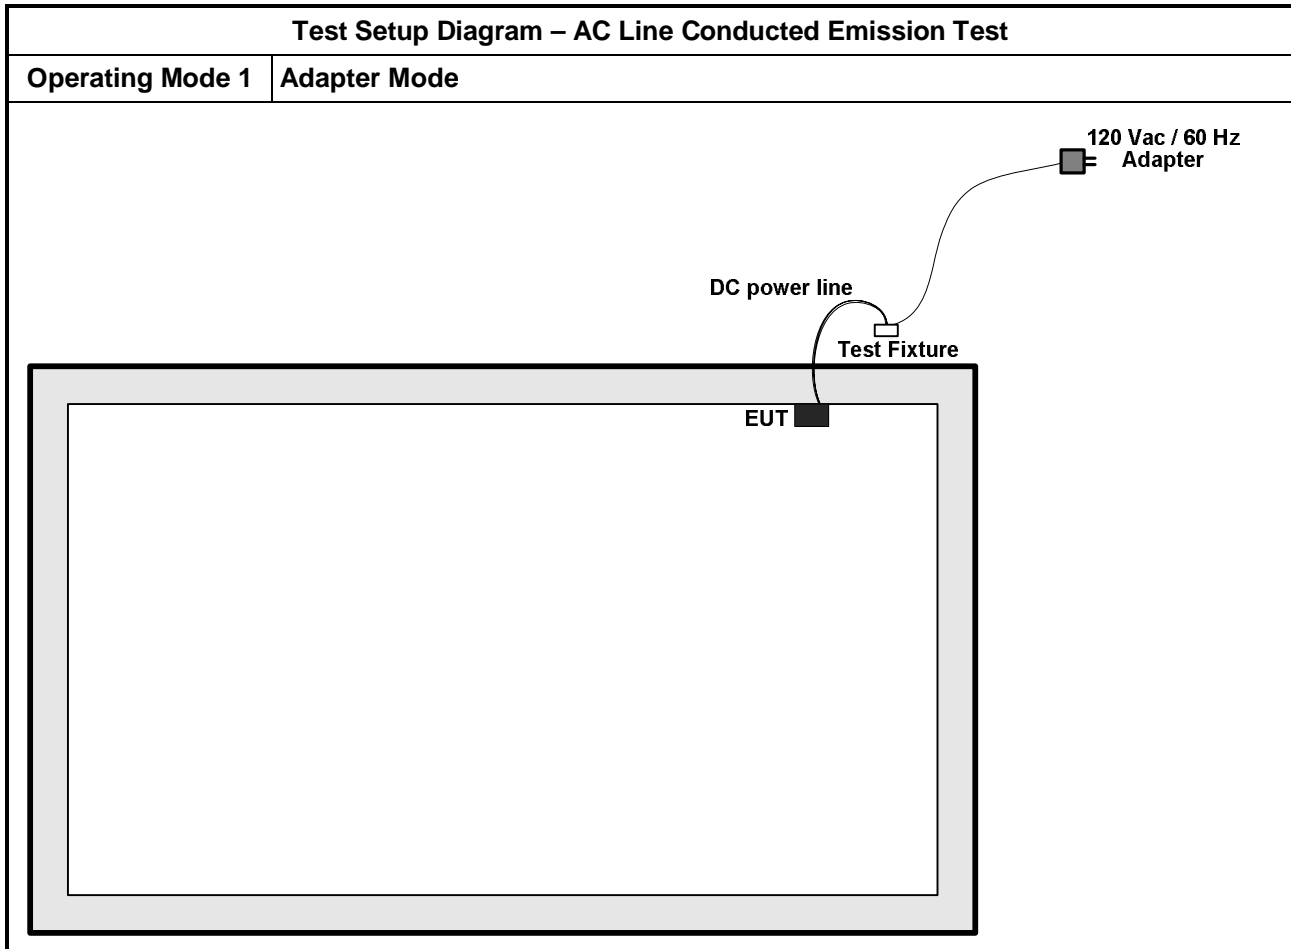 Test Setup Diagram – AC Line Conducted Emission Test
Operating Mode 1
Adapter Mode
120 Vac / 60 Hz
Adapter
DC power line
Test Fixture
EUT